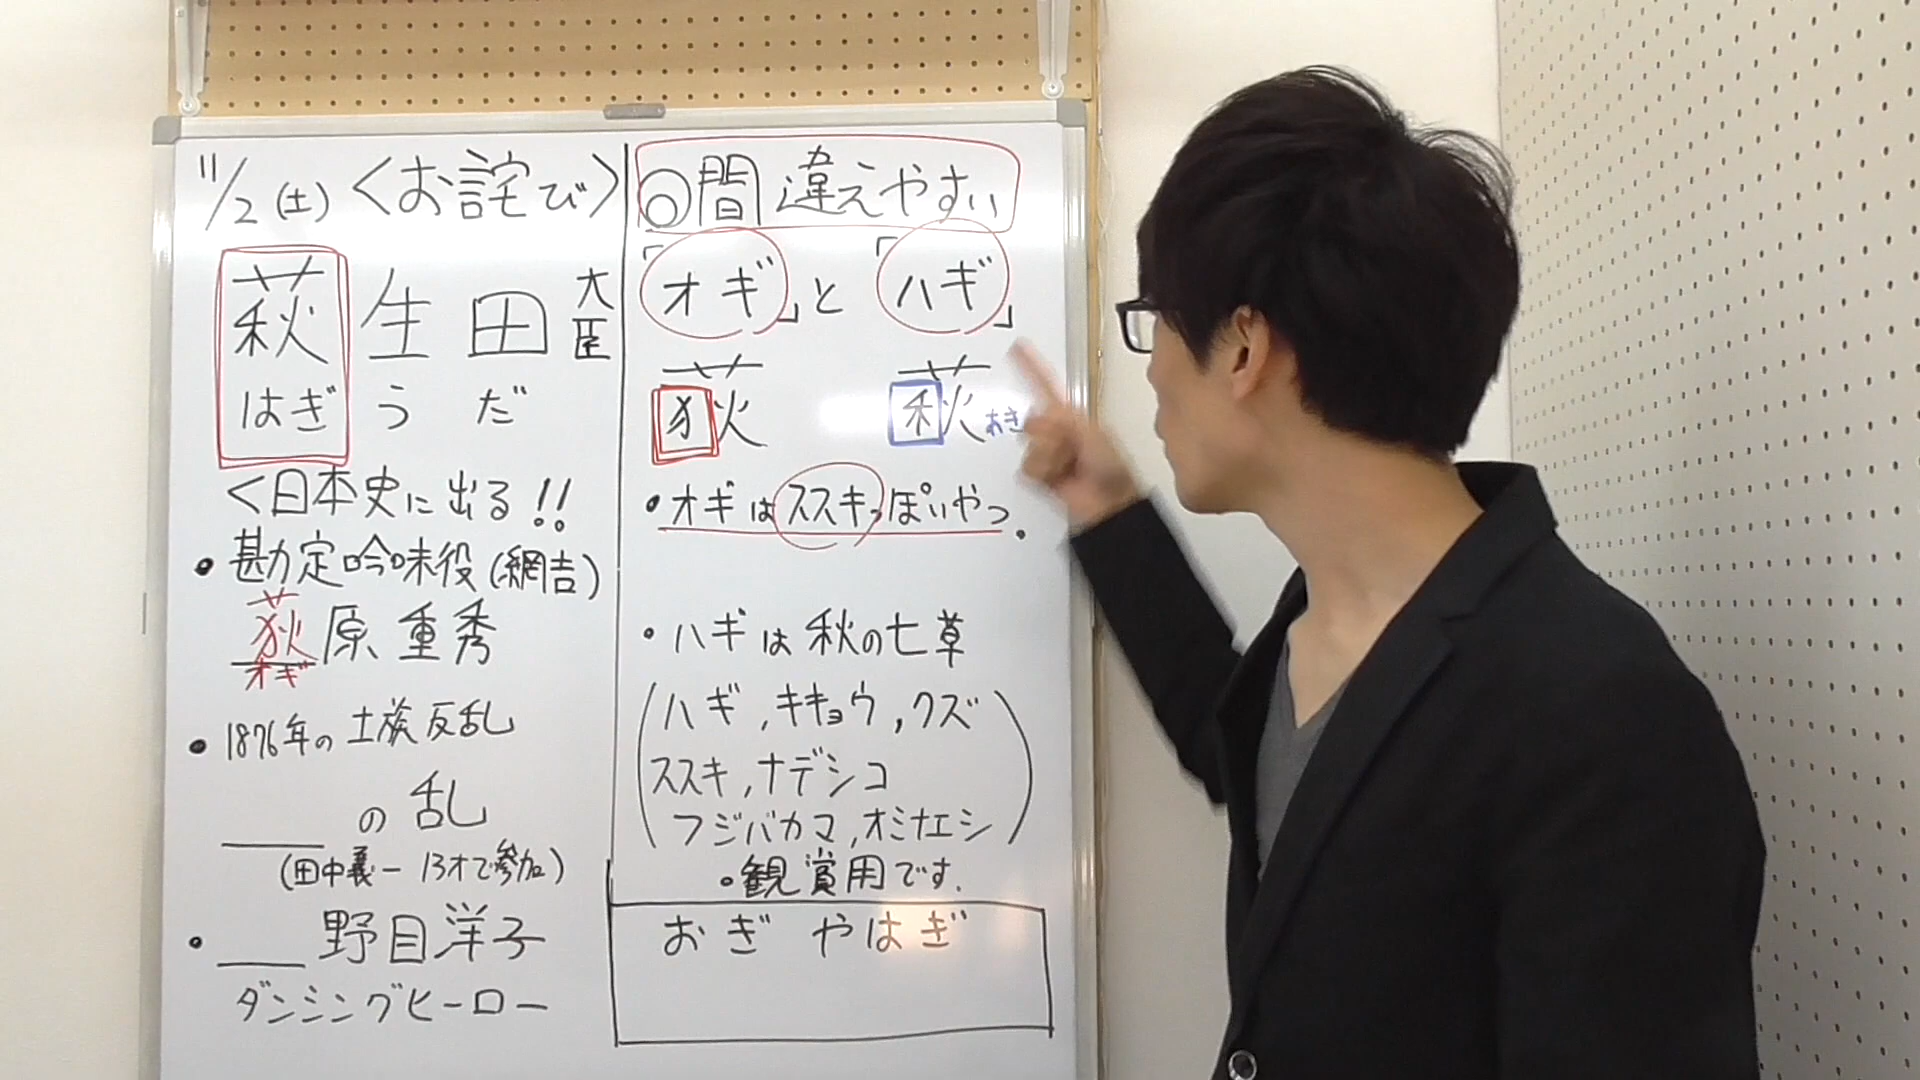 11/2(土)〈お詫び〉
萩生田大臣
はぎうだ
<日本史に出る!!
・勘定吟味役(綱吉)
荻原重秀
オギ
・1876年の士族反乱
の乱
(田中義一 13才で参加)
・野目洋子
ダンシングヒーロー
◎間違えやすい
「オギ」と「ハギ」
荻 萩 あき
・オギはススキっぽいやつ。
・ハギは秋の七草
(ハギ,キキョウ,クズ
ススキ,ナデシコ
フジバカマ,オミナエシ)
・観賞用です.
おぎやはぎ